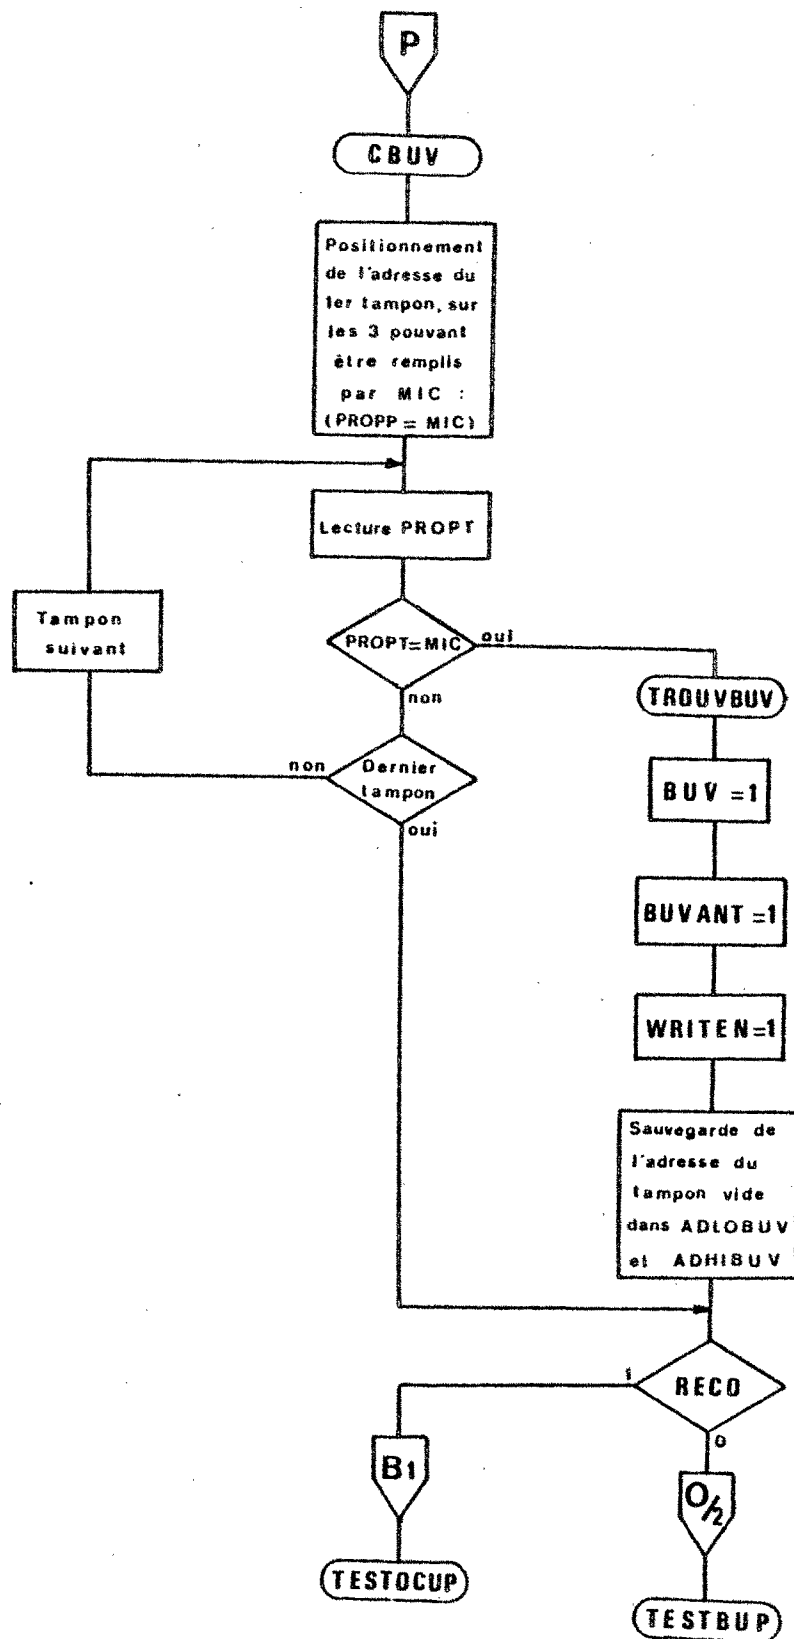 P
CBUV
Positionnement
de l'adresse du
1er tampon, sur
les 3 pouvant
être remplis
par MIC :
(PROPP = MIC)
Lecture PROPT
Tampon
suivant
PROPT=MIC
oui
non
TROUVBUV
Dernier
tampon
non
oui
BUV =1
BUVANT =1
WRITEN=1
Sauvegarde de
l'adresse du
tampon vide
dans ADLOBUV
et ADHIBUV
RECO
1
0
B1
O/2
TESTOCUP
TESTBUP